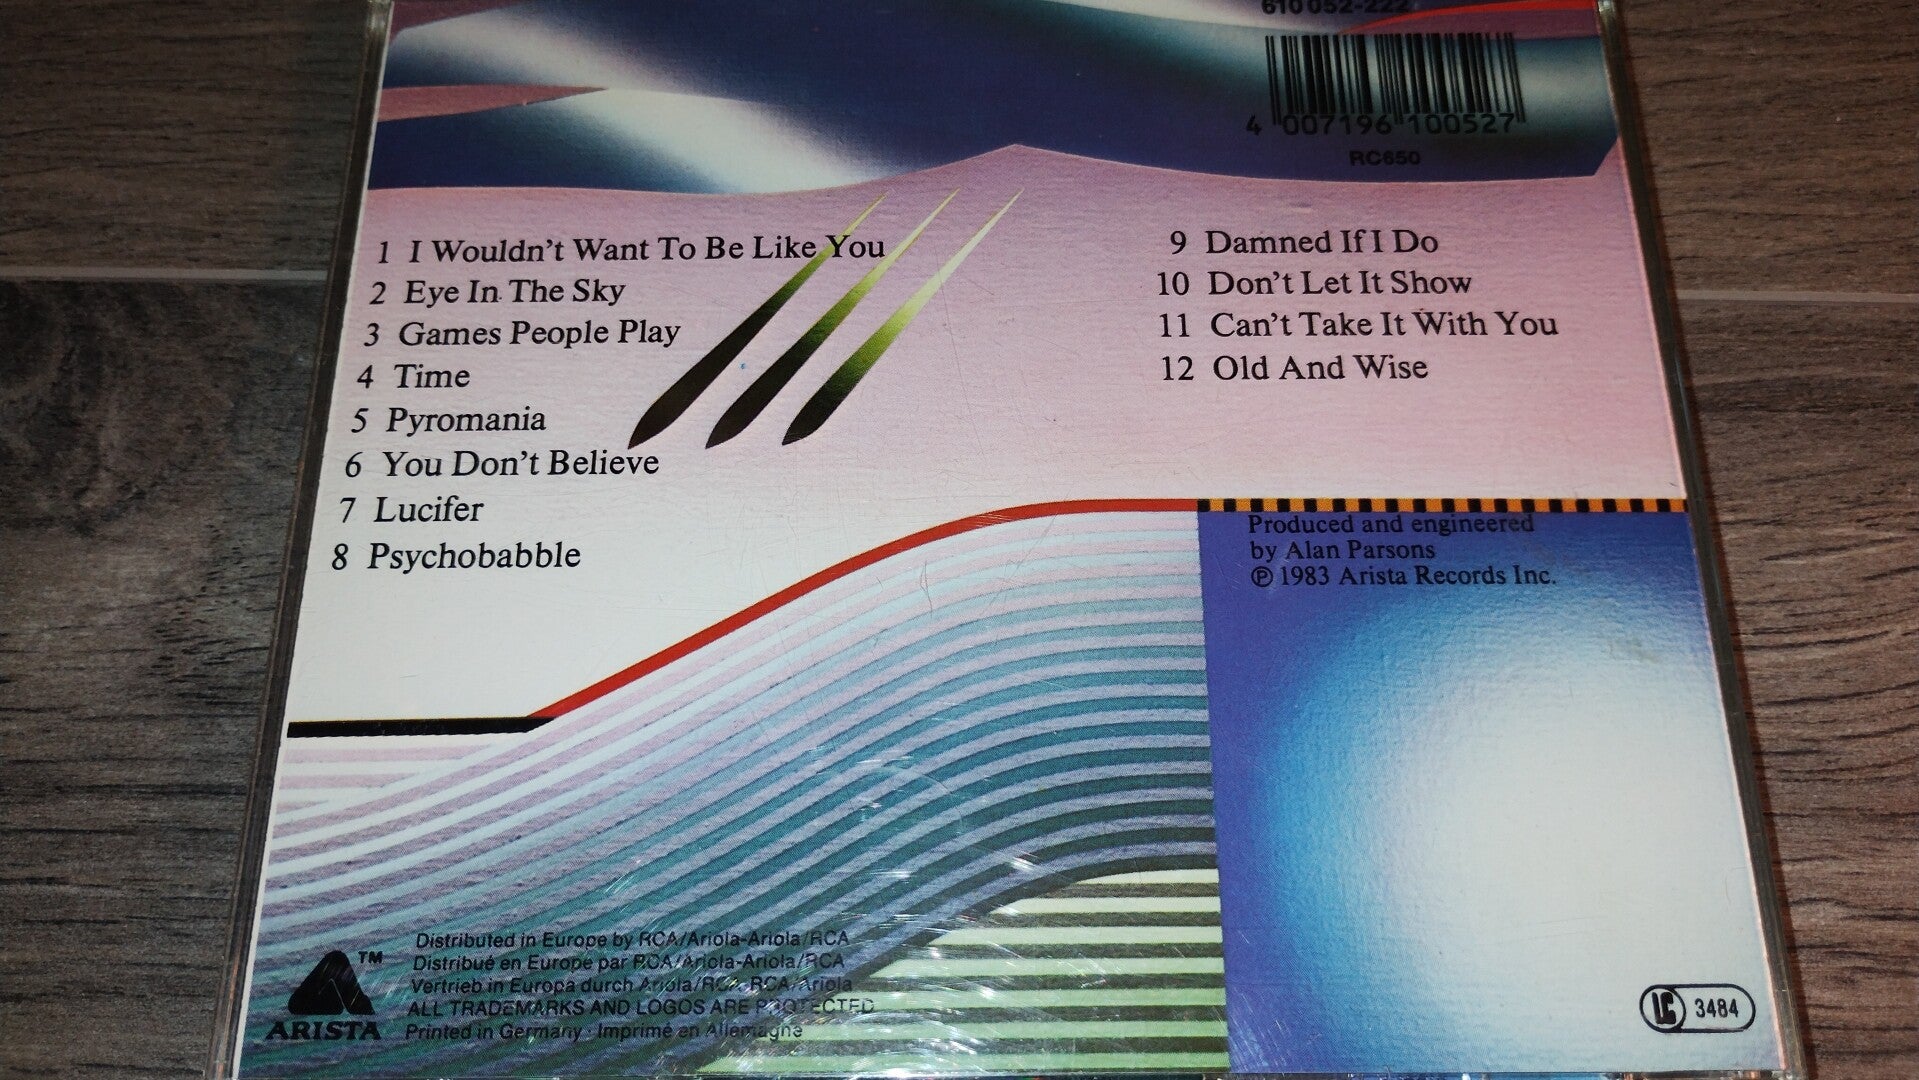 610 052-222
4 007196 100527
RC650
1 I Wouldn't Want To Be Like You
2 Eye In The Sky
3 Games People Play
4 Time
5 Pyromania
6 You Don't Believe
7 Lucifer
8 Psychobabble
9 Damned If I Do
10 Don't Let It Show
11 Can't Take It With You
12 Old And Wise
Produced and engineered
by Alan Parsons
℗ 1983 Arista Records Inc.
Distributed in Europe by RCA/Ariola-Ariola/RCA
Distribué en Europe par RCA/Ariola-Ariola/RCA
Vertrieb in Europa durch Ariola/RCA-RCA/Ariola
ALL TRADEMARKS AND LOGOS ARE PROTECTED
Printed in Germany · Imprimé en Allemagne
TM
ARISTA
LC 3484